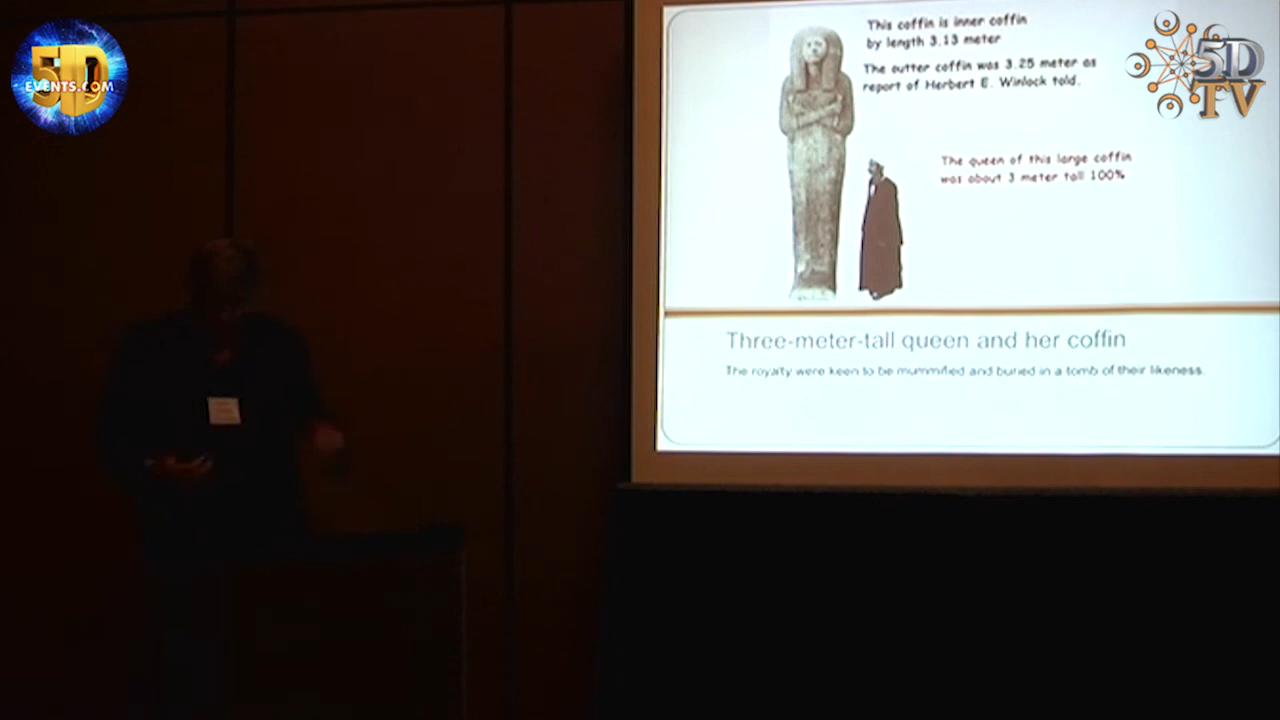 5D
EVENTS.COM
This coffin is inner coffin
by length 3.13 meter
The outter coffin was 3.25 meter as
report of Herbert E. Winlock told.
5D
TV
The queen of this large coffin
was about 3 meter tall 100%
Three-meter-tall queen and her coffin
The royalty were keen to be mummified and buried in a tomb of their likeness.